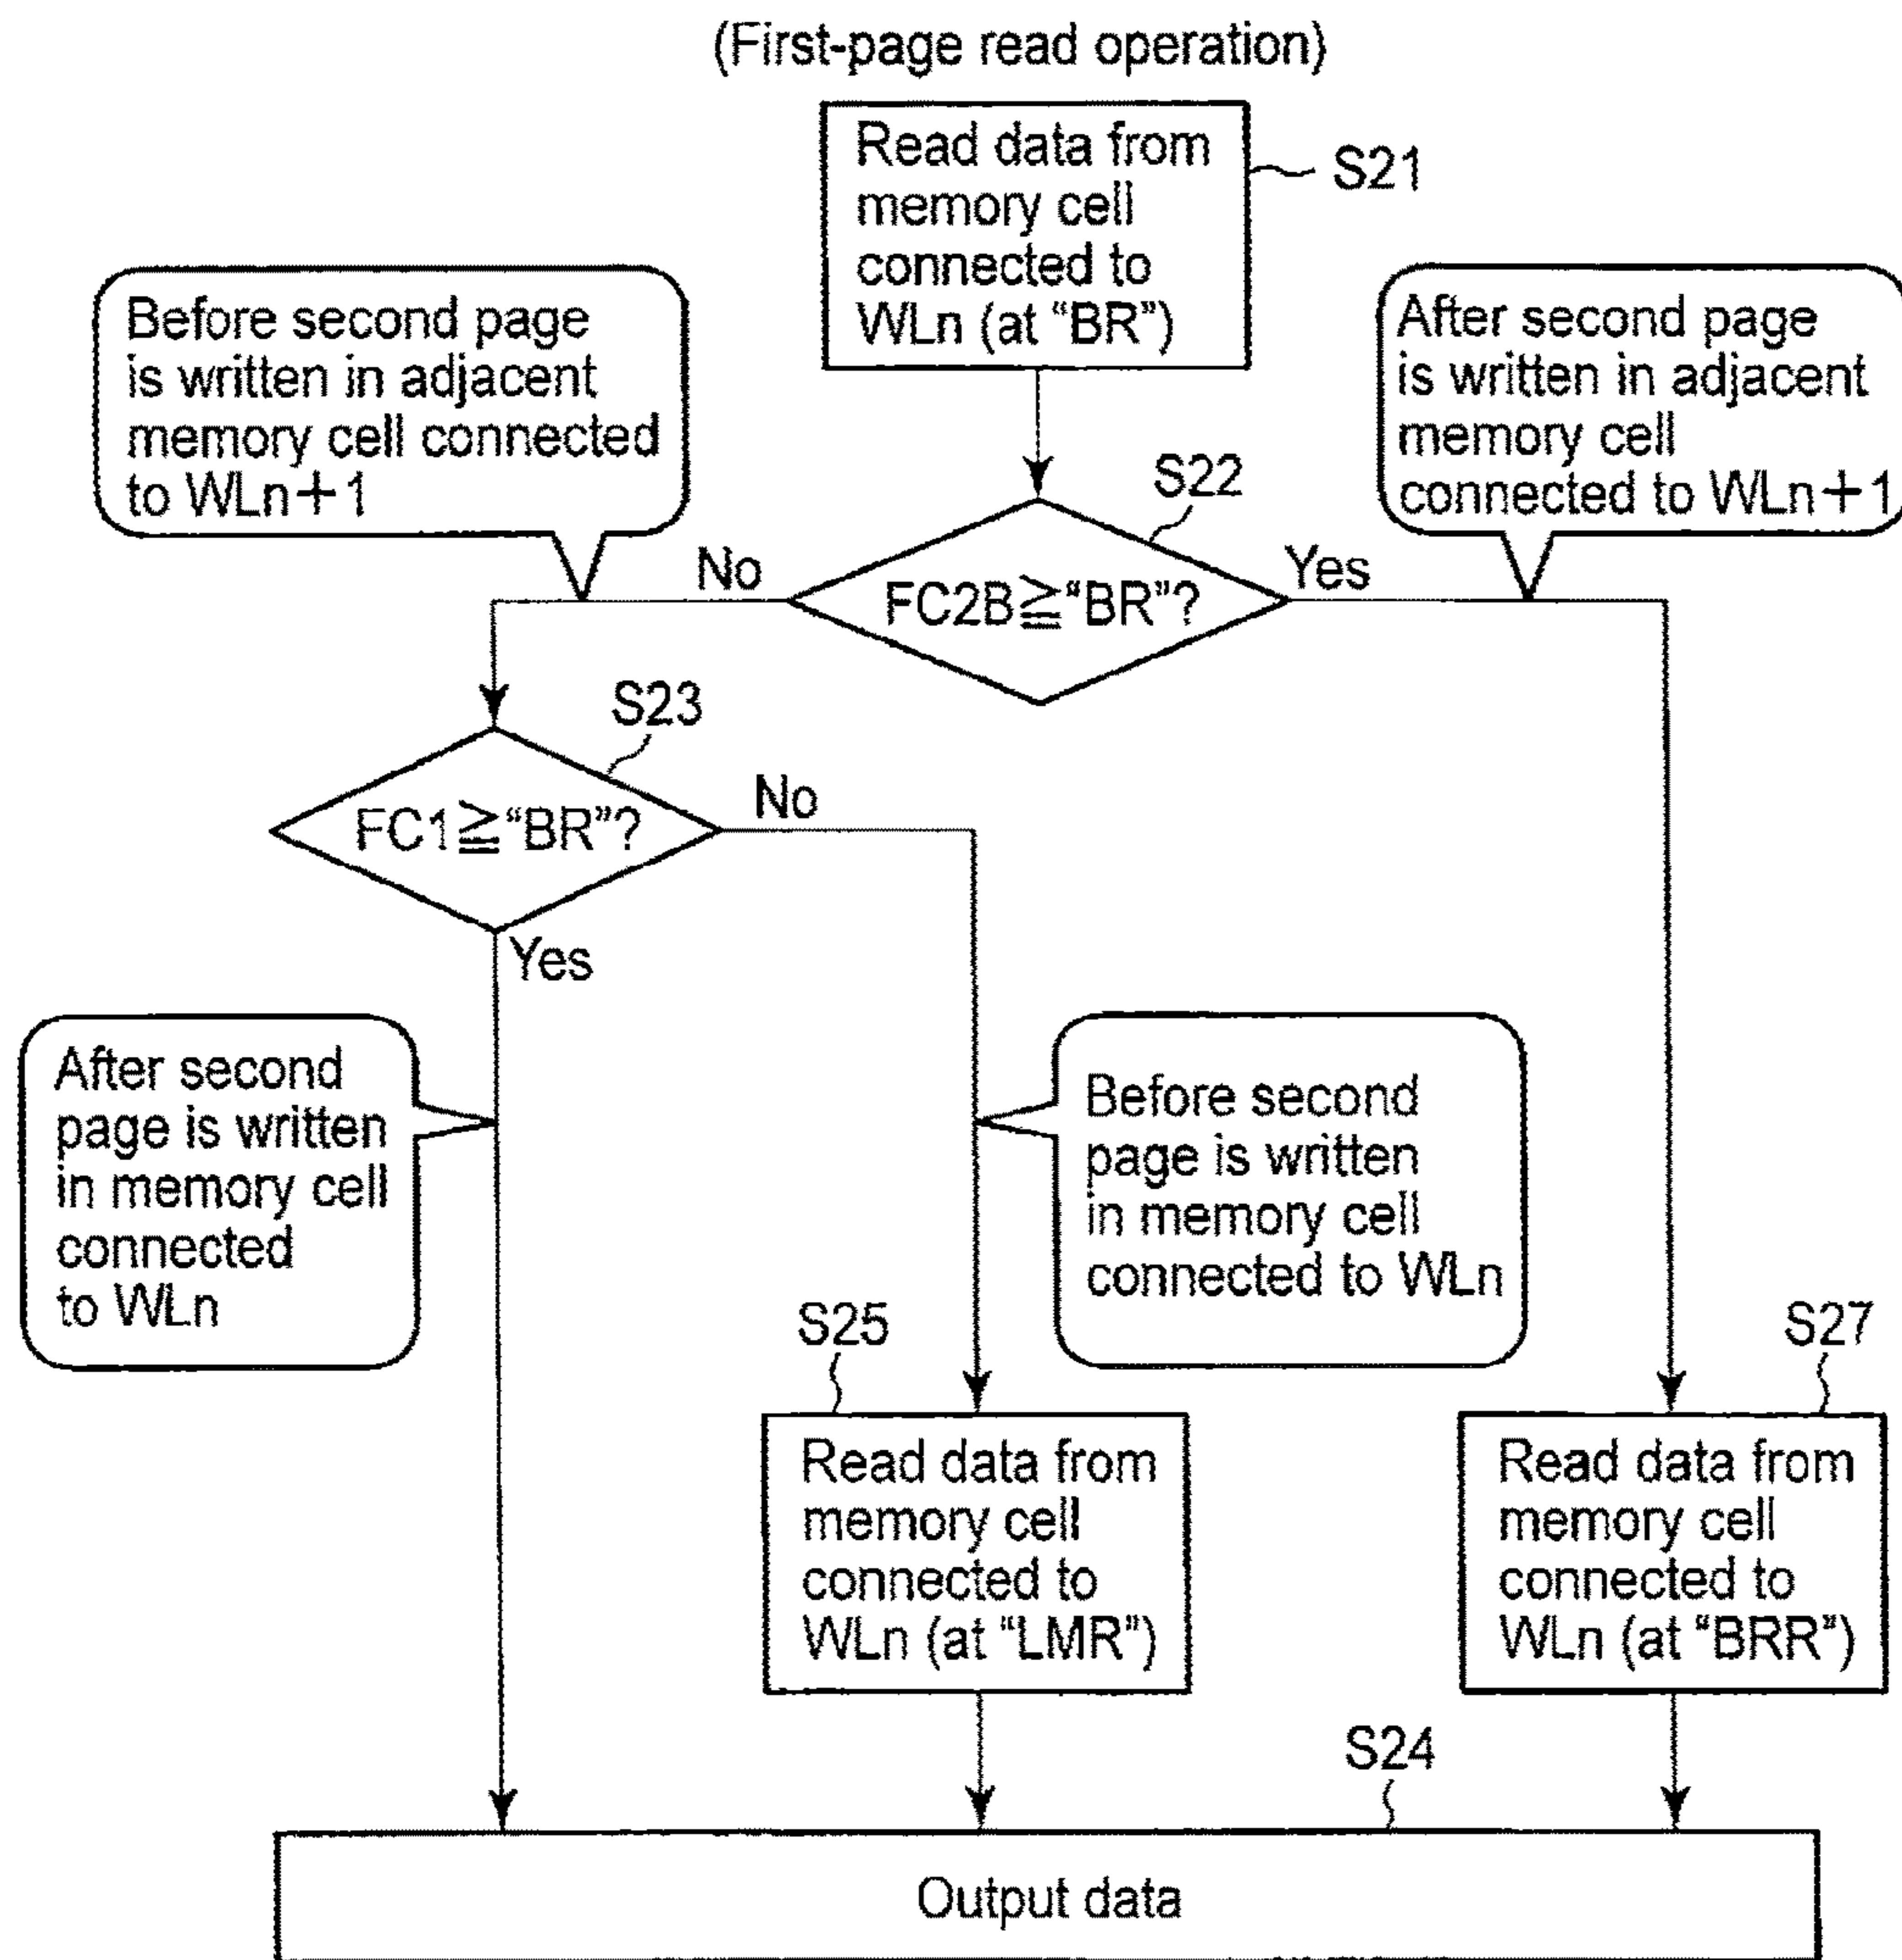 (First-page read operation)
Read data from
memory cell
connected to
WLn (at “BR”)
S21
Before second page
is written in adjacent
memory cell connected
to WLn+1
After second page
is written in adjacent
memory cell
connected to WLn+1
S22
No
FC2B≧“BR”?
Yes
S23
FC1≧“BR”?
No
Yes
After second
page is written
in memory cell
connected
to WLn
Before second
page is written
in memory cell
connected to WLn
S25
Read data from
memory cell
connected to
WLn (at “LMR”)
S27
Read data from
memory cell
connected to
WLn (at “BRR”)
S24
Output data